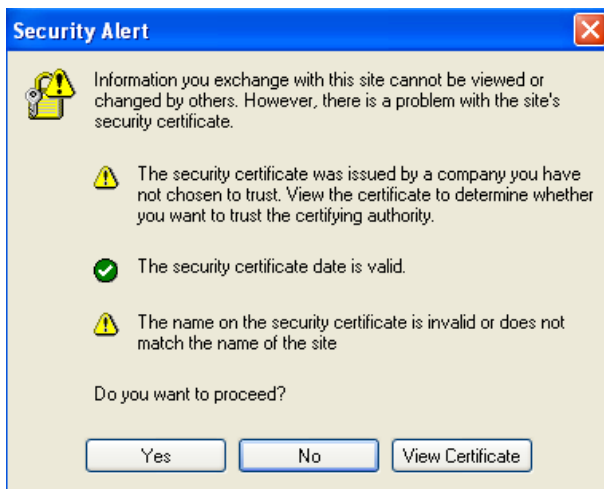 Security Alert
Information you exchange with this site cannot be viewed or
changed by others. However, there is a problem with the site's
security certificate.
The security certificate was issued by a company you have
not chosen to trust. View the certificate to determine whether
you want to trust the certifying authority.
The security certificate date is valid.
The name on the security certificate is invalid or does not
match the name of the site
Do you want to proceed?
Yes No View Certificate